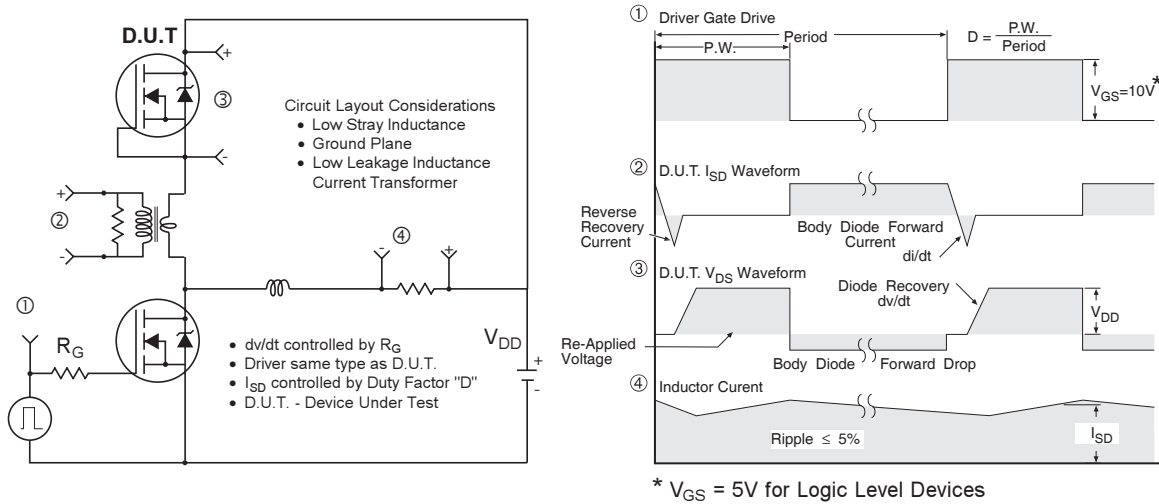 D.U.T
+
③
-
Circuit Layout Considerations
• Low Stray Inductance
• Ground Plane
• Low Leakage Inductance
Current Transformer
+
②
-
④
- +
①
R_G
V_DD
+
-
• dv/dt controlled by R_G
• Driver same type as D.U.T.
• I_SD controlled by Duty Factor "D"
• D.U.T. - Device Under Test
① Driver Gate Drive
P.W.
Period
D = P.W. / Period
V_GS=10V*
② D.U.T. I_SD Waveform
Reverse
Recovery
Current
Body Diode Forward
Current
di/dt
③ D.U.T. V_DS Waveform
Diode Recovery
dv/dt
V_DD
Re-Applied
Voltage
Body Diode Forward Drop
④ Inductor Curent
Ripple ≤ 5%
I_SD
* V_GS = 5V for Logic Level Devices